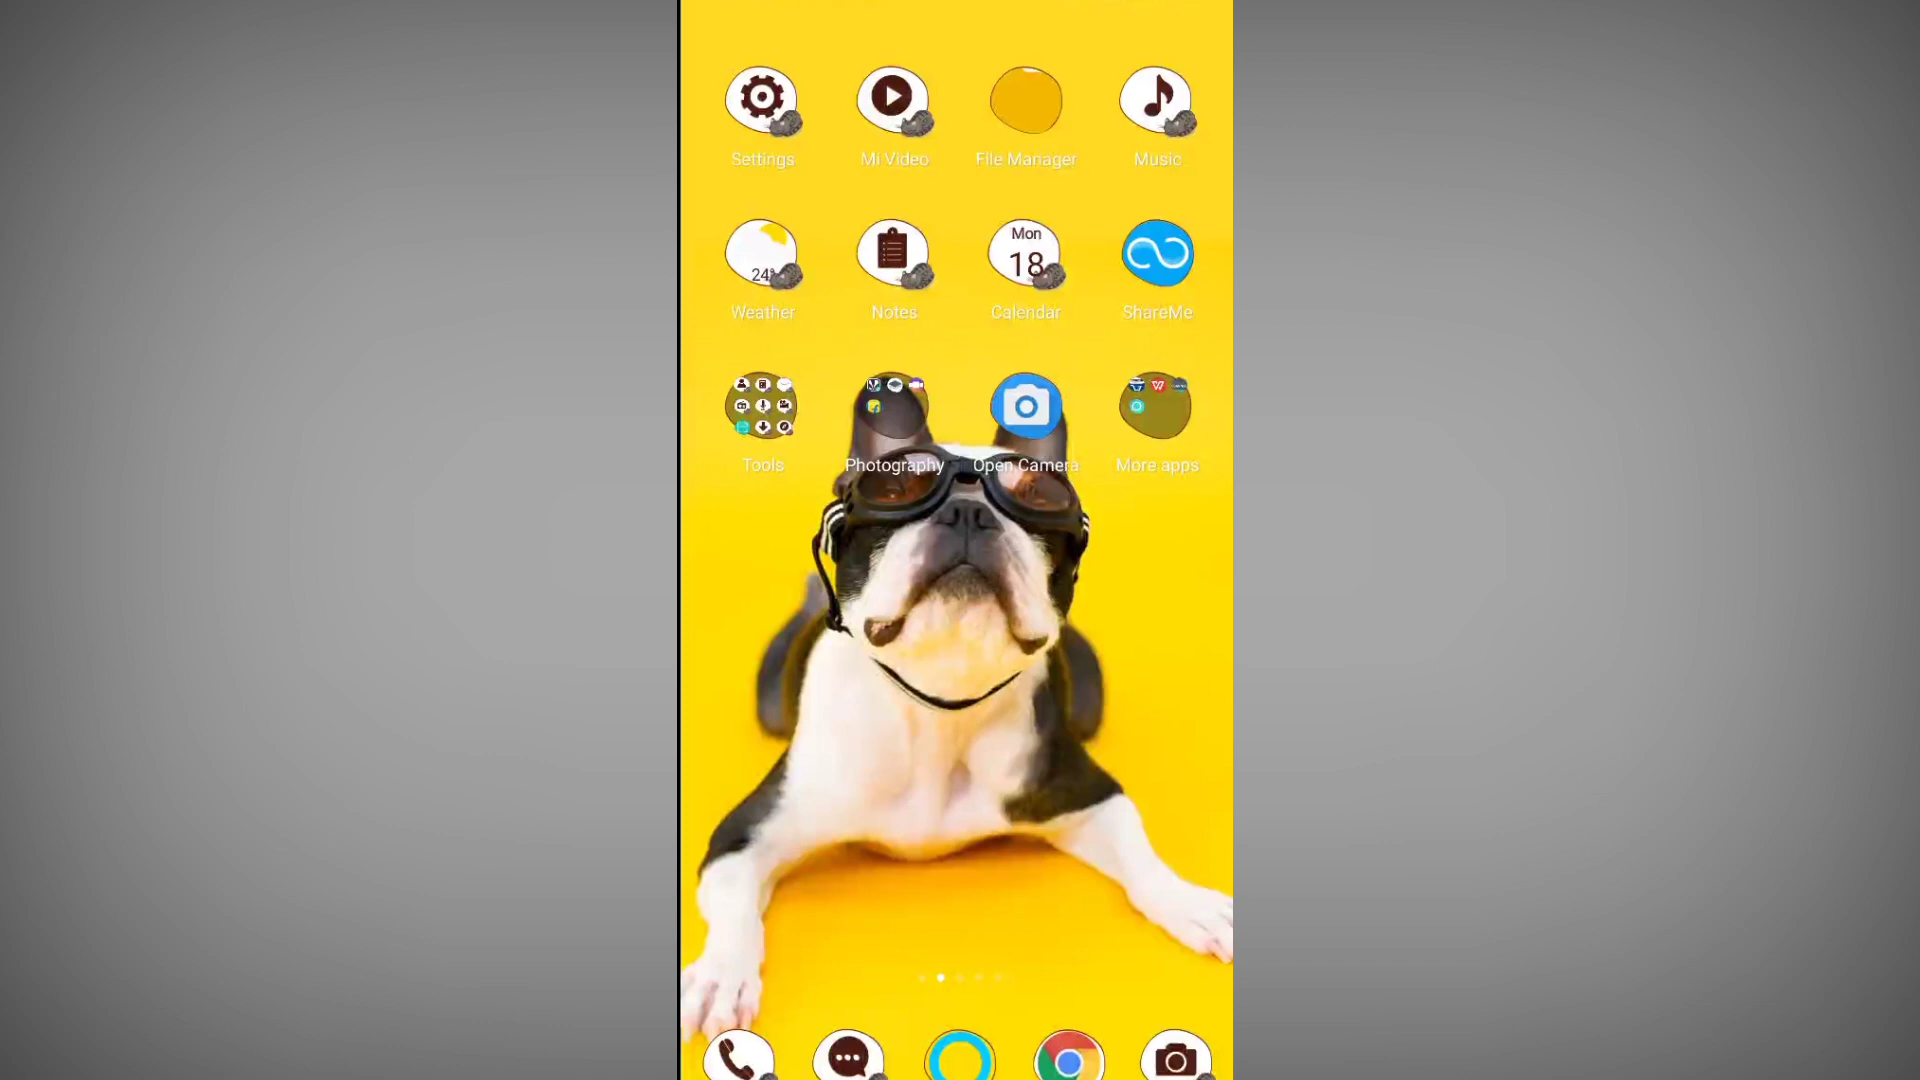 Settings
Mi Video
File Manager
Music
24°
Weather
Notes
Mon
18
Calendar
ShareMe
Tools
Photography
Open Camera
More apps